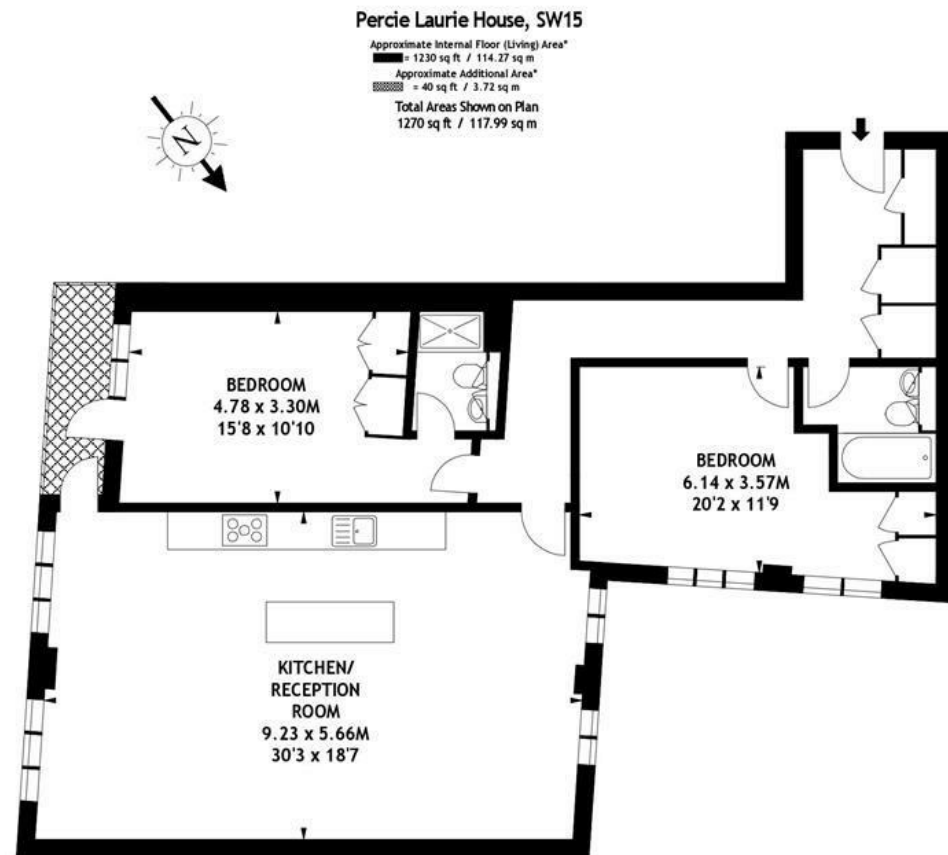 Percie Laurie House, SW15
Approximate Internal Floor (Living) Area*
= 1230 sq ft / 114.27 sq m
Approximate Additional Area*
= 40 sq ft / 3.72 sq m
Total Areas Shown on Plan
1270 sq ft / 117.99 sq m
N
BEDROOM
4.78 x 3.30M
15'8 x 10'10
BEDROOM
6.14 x 3.57M
20'2 x 11'9
KITCHEN/
RECEPTION
ROOM
9.23 x 5.66M
30'3 x 18'7